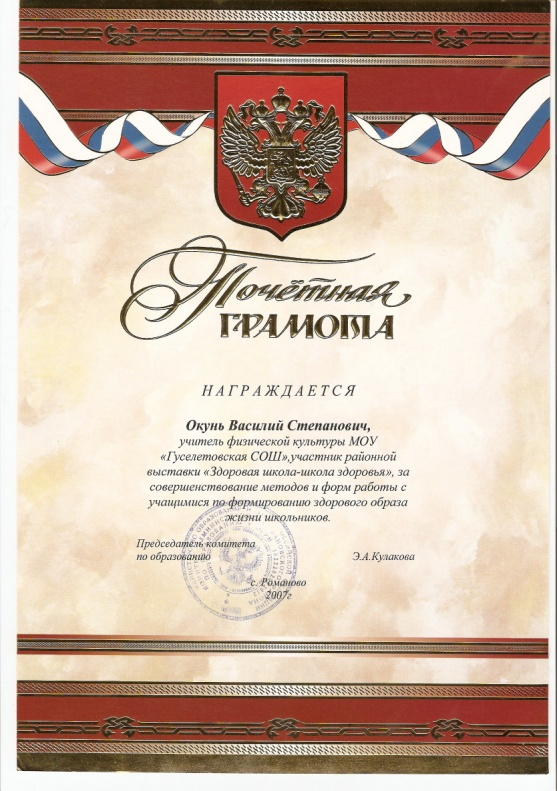 Почётная
ГРАМОТА
НАГРАЖДАЕТСЯ
Окунь Василий Степанович,
учитель физической культуры МОУ
«Гуселетовская СОШ»,участник районной
выставки «Здоровая школа-школа здоровья», за
совершенствование методов и форм работы с
учащимися по формированию здорового образа
жизни школьников.
Председатель комитета
по образованию Э.А.Кулакова
с. Романово
2007г